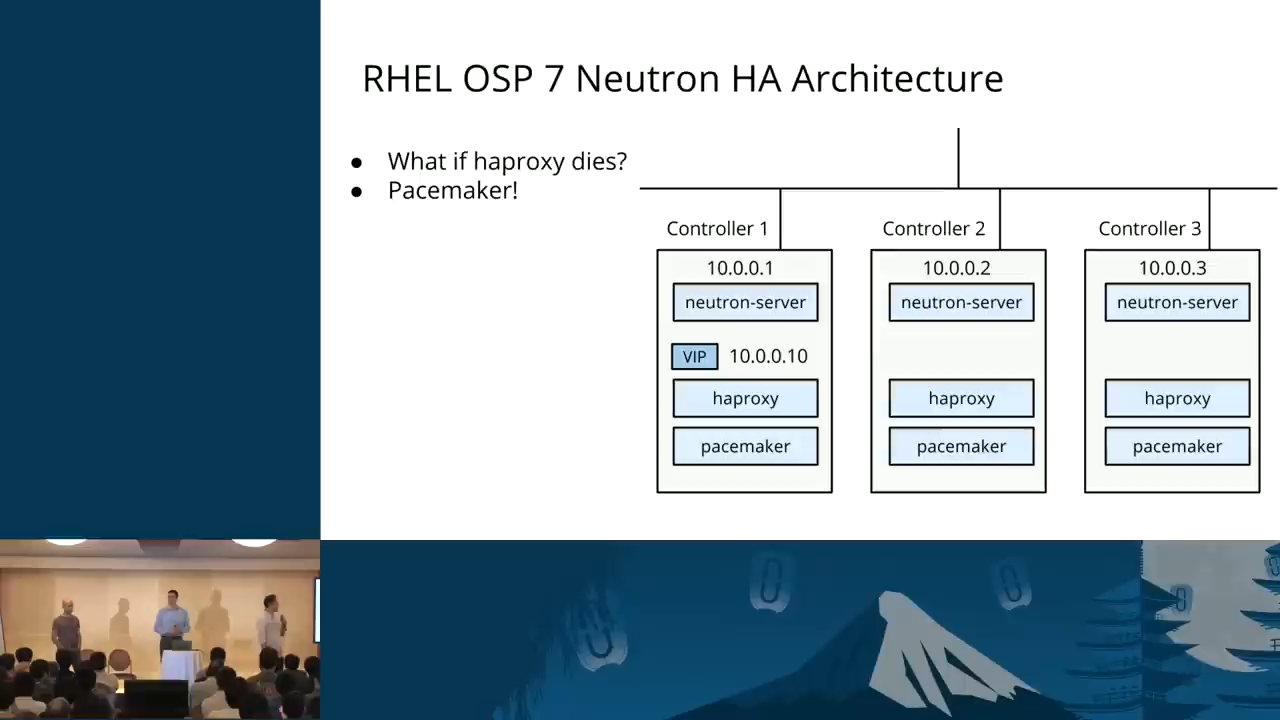 RHEL OSP 7 Neutron HA Architecture
● What if haproxy dies?
● Pacemaker!
Controller 1
10.0.0.1
neutron-server
VIP 10.0.0.10
haproxy
pacemaker
Controller 2
10.0.0.2
neutron-server
haproxy
pacemaker
Controller 3
10.0.0.3
neutron-server
haproxy
pacemaker